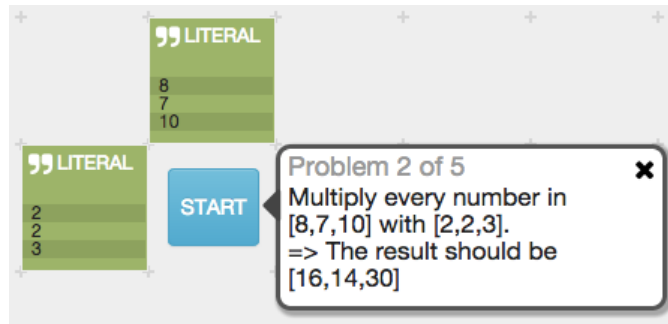 ❟❟ LITERAL
8
7
10
❟❟ LITERAL
2
2
3
START
Problem 2 of 5
Multiply every number in
[8,7,10] with [2,2,3].
=> The result should be
[16,14,30]